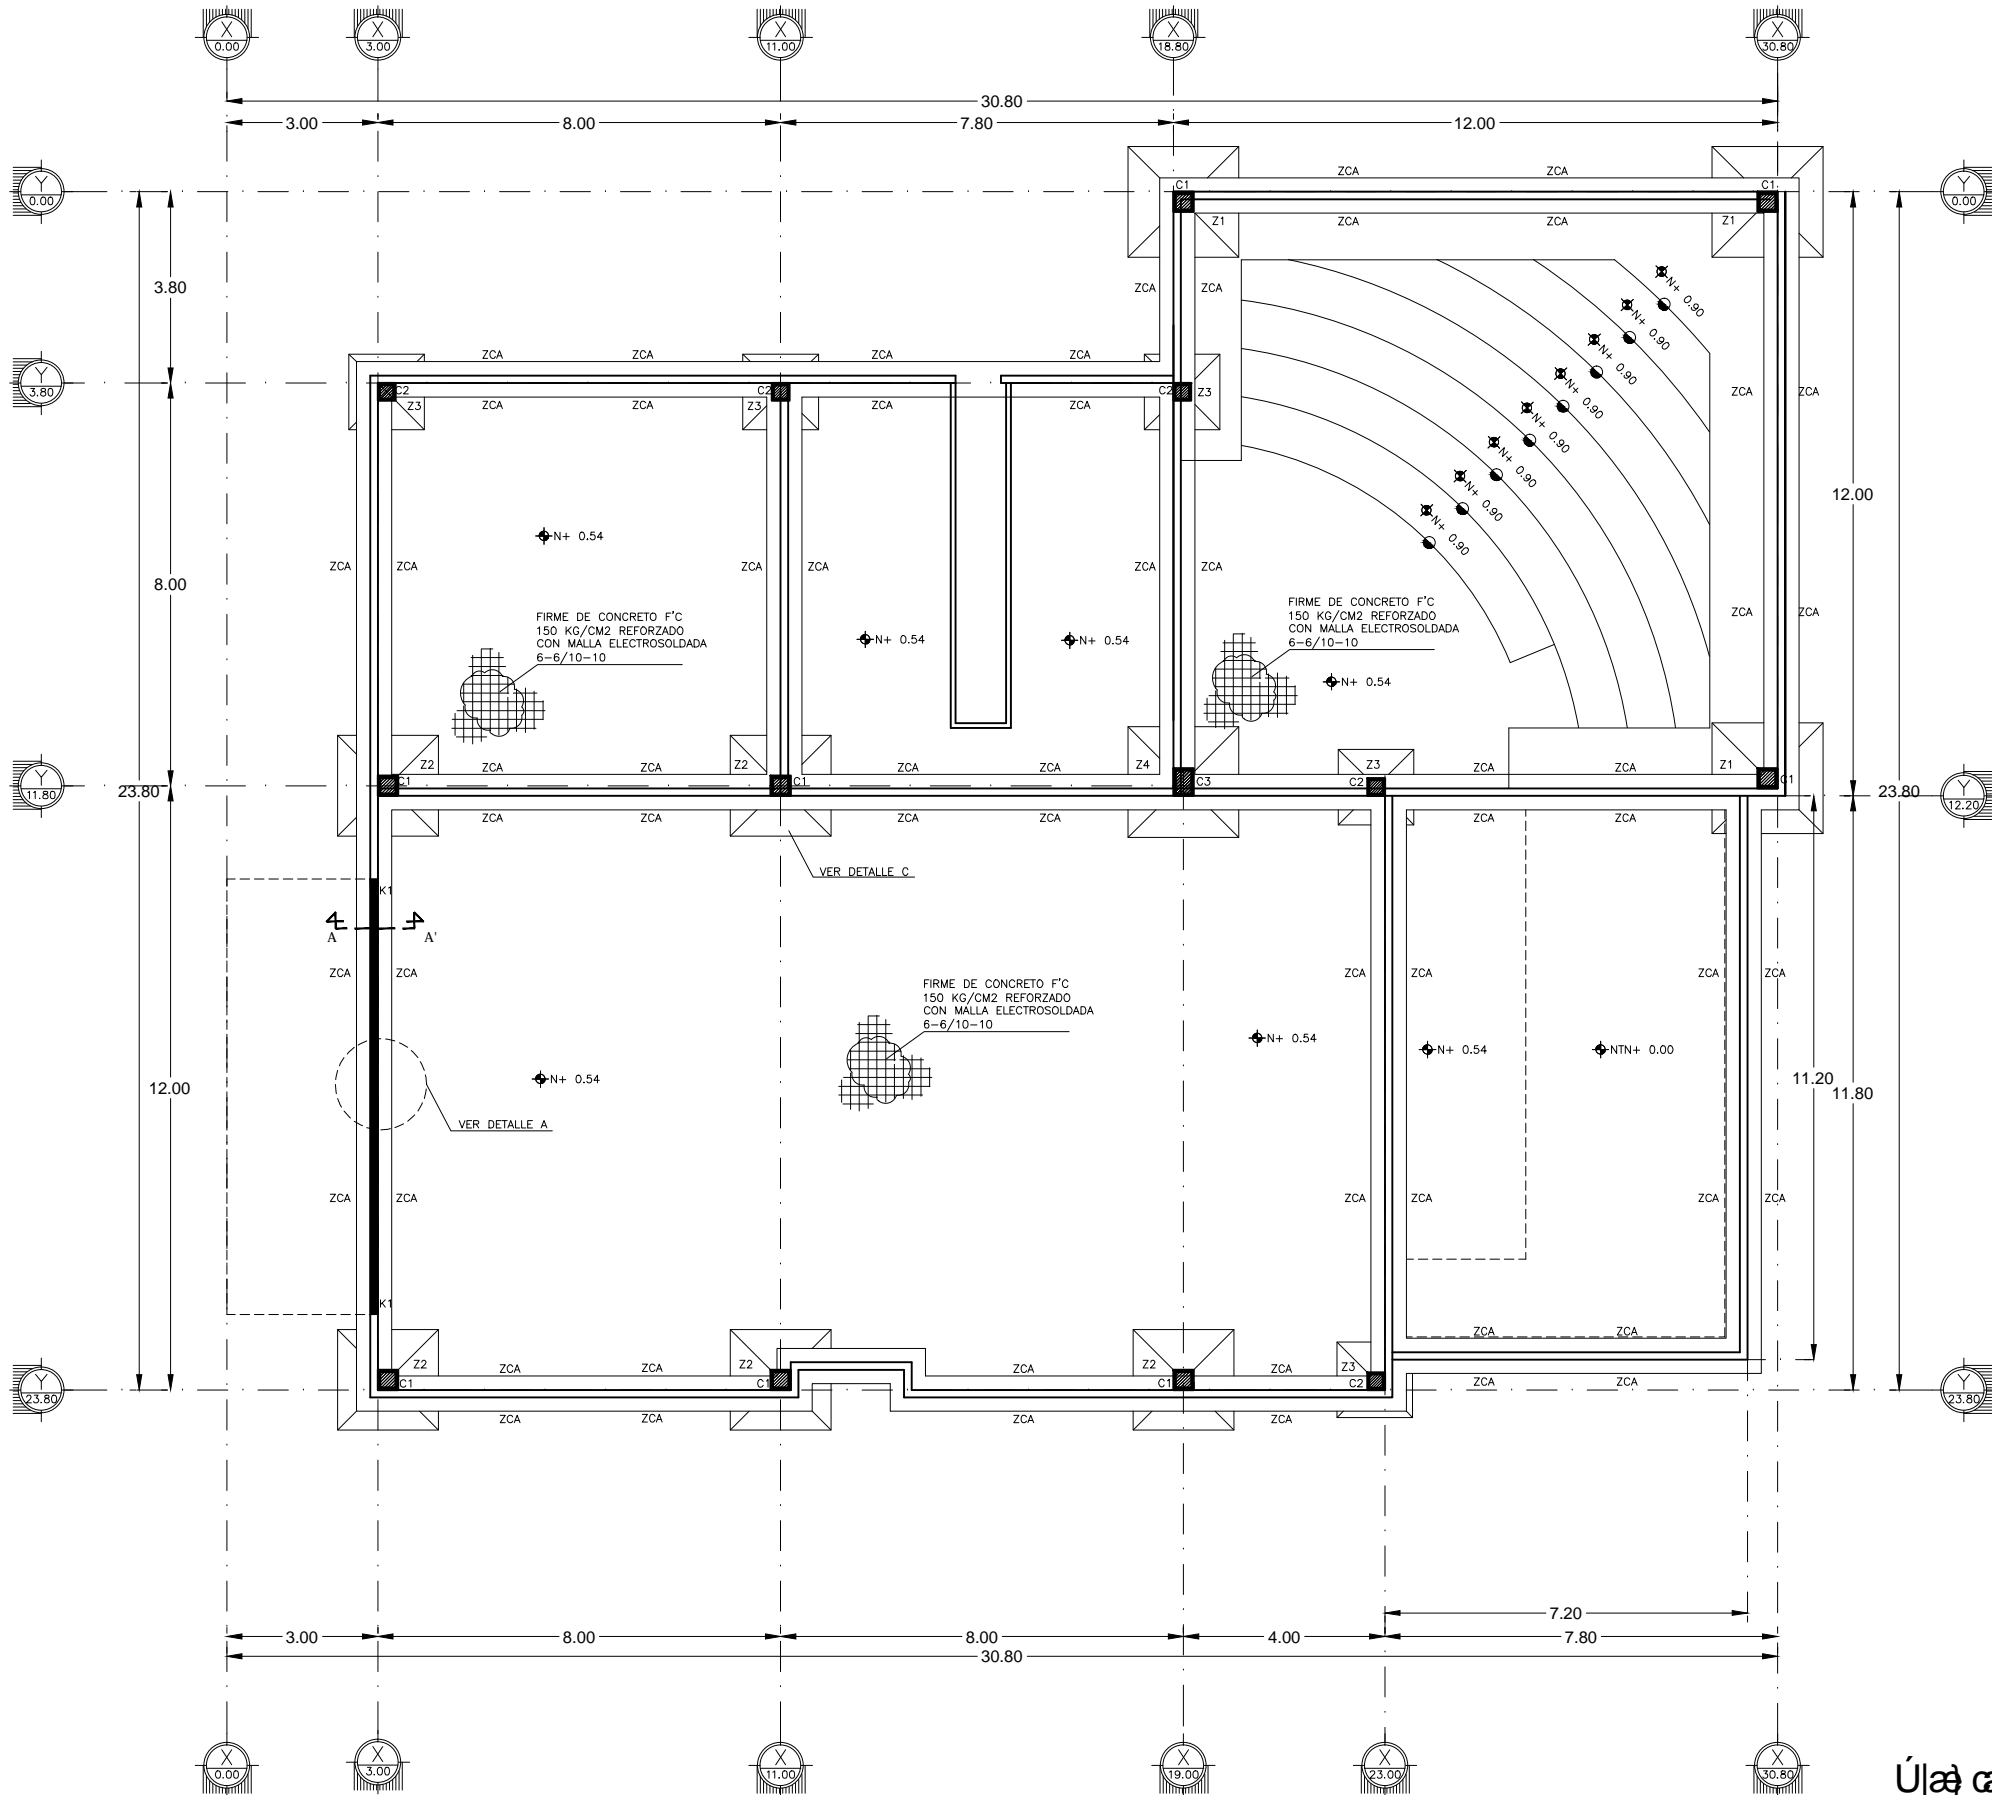 X 0.00
X 3.00
X 11.00
X 18.80
X 30.80
30.80
3.00
8.00
7.80
12.00
Y 0.00
Y 0.00
ZCA ZCA
C1 C1
Z1 ZCA ZCA Z1
3.80
ZCA ZCA
N+ 0.90
N+ 0.90
N+ 0.90
N+ 0.90
N+ 0.90
N+ 0.90
N+ 0.90
N+ 0.90
ZCA ZCA ZCA ZCA
Y 3.80
C2 C2 C2 Z3
ZCA ZCA
Z3 ZCA ZCA Z3 ZCA ZCA
12.00
N+ 0.54
8.00
ZCA ZCA ZCA ZCA ZCA ZCA
FIRME DE CONCRETO F'C
150 KG/CM2 REFORZADO
CON MALLA ELECTROSOLDADA
6-6/10-10
FIRME DE CONCRETO F'C
150 KG/CM2 REFORZADO
CON MALLA ELECTROSOLDADA
6-6/10-10
ZCA ZCA
N+ 0.54
N+ 0.54
N+ 0.54
Z2 ZCA ZCA Z2 ZCA ZCA Z4 Z3 ZCA ZCA Z1
Y 11.80
C1 C1 C3 C2 C1
23.80
23.80
Y 12.20
ZCA ZCA ZCA ZCA ZCA ZCA
VER DETALLE C
K1
A A'
ZCA ZCA ZCA ZCA ZCA ZCA
FIRME DE CONCRETO F'C
150 KG/CM2 REFORZADO
CON MALLA ELECTROSOLDADA
6-6/10-10
N+ 0.54
N+ 0.54
NTN+ 0.00
N+ 0.54
12.00
11.20
11.80
VER DETALLE A
ZCA ZCA ZCA ZCA ZCA ZCA
K1
ZCA ZCA
Z2 ZCA ZCA Z2 ZCA Z2 ZCA Z3
C1 C1 C1 C2
ZCA ZCA
Y 23.80
Y 23.80
ZCA ZCA ZCA ZCA
7.20
3.00
8.00
8.00
4.00
7.80
30.80
X 0.00
X 3.00
X 11.00
X 19.00
X 23.00
X 30.80